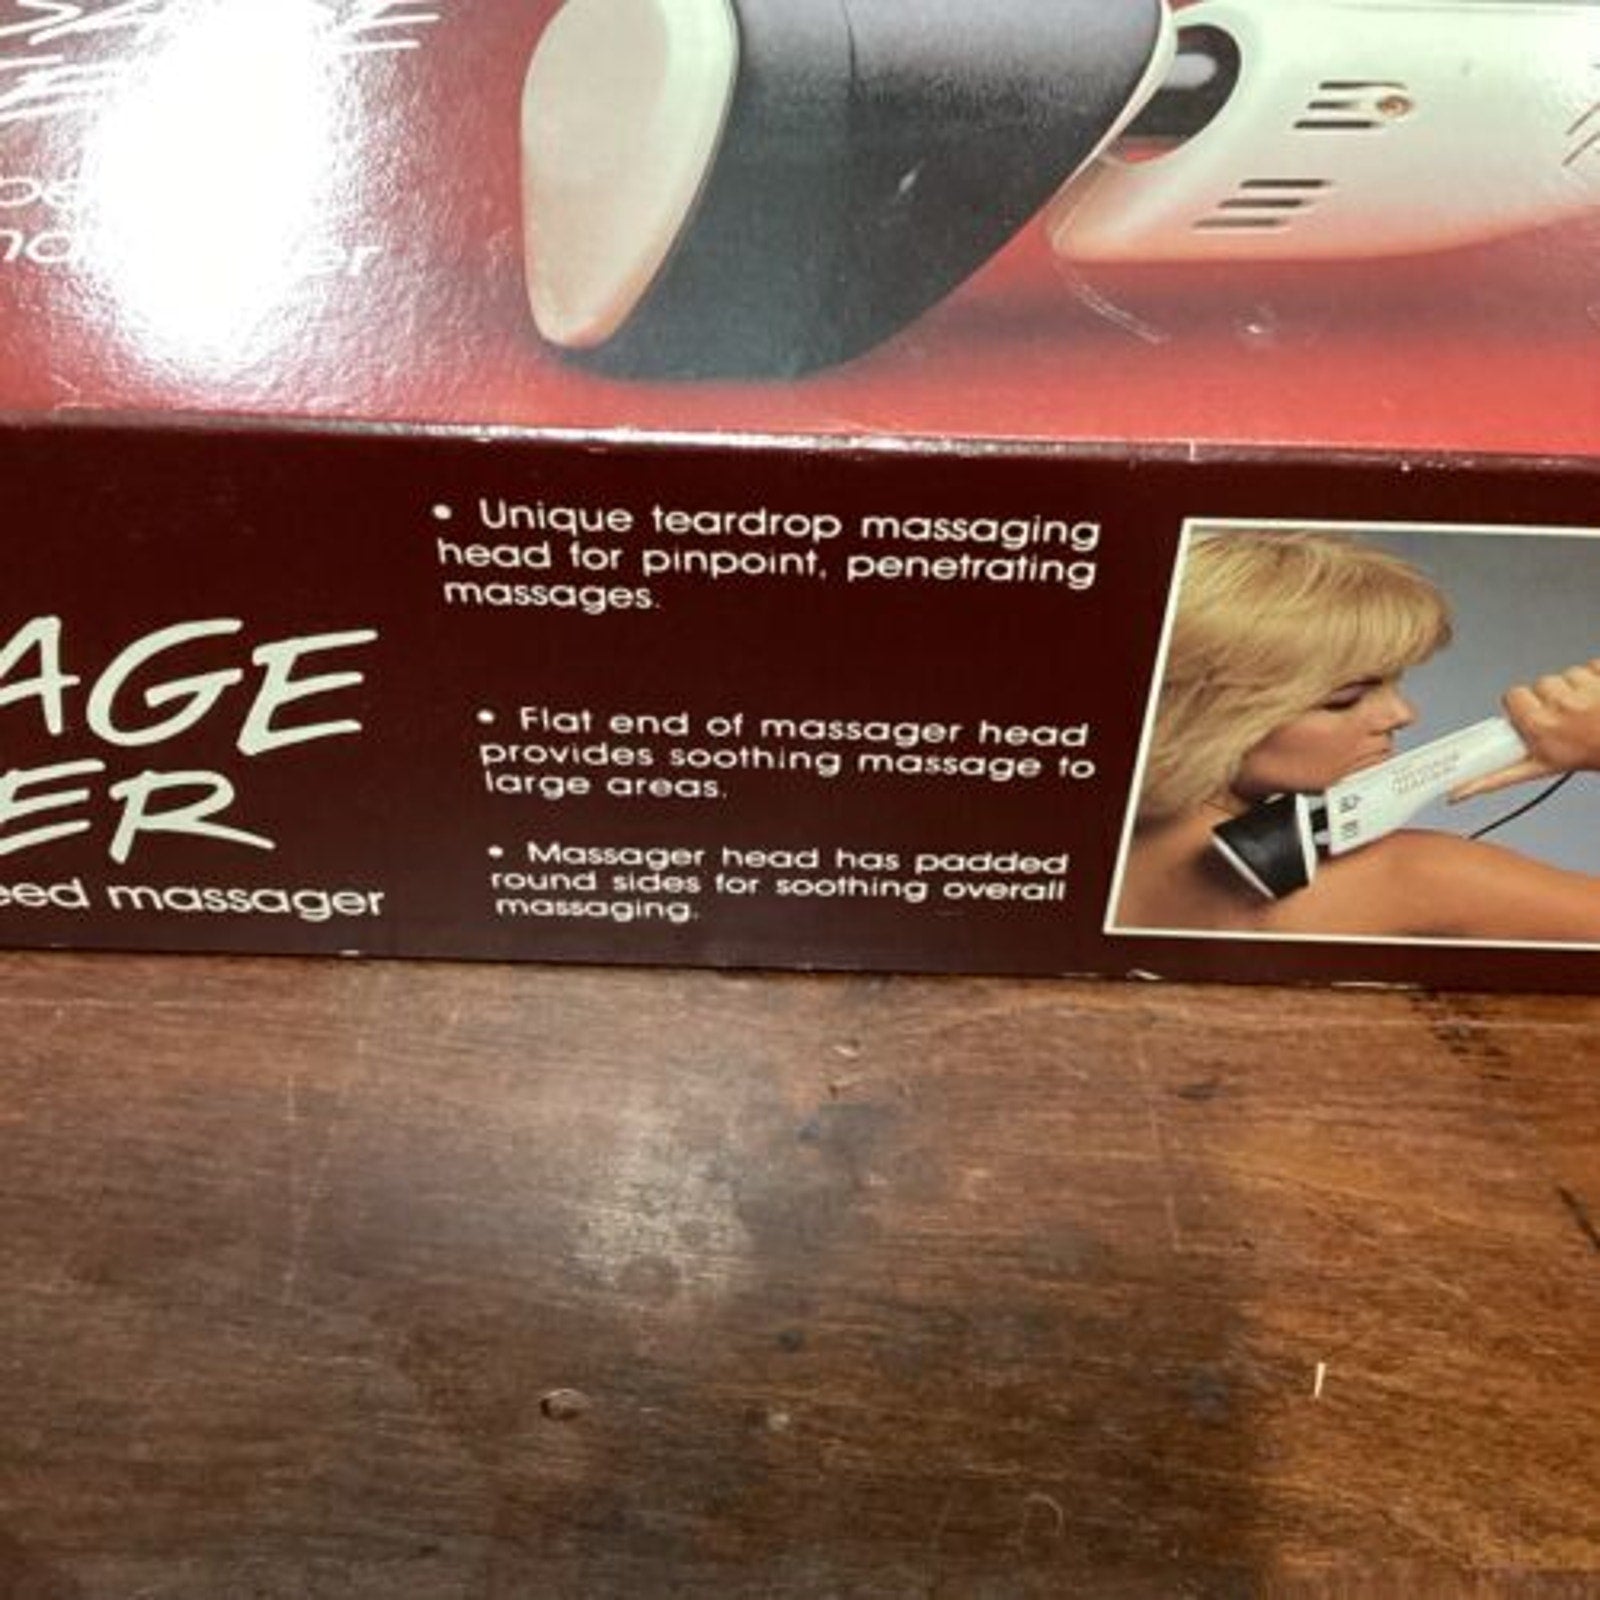 AGE
ER
eed massager
• Unique teardrop massaging
head for pinpoint, penetrating
massages.
• Flat end of massager head
provides soothing massage to
large areas.
• Massager head has padded
round sides for soothing overall
massaging.